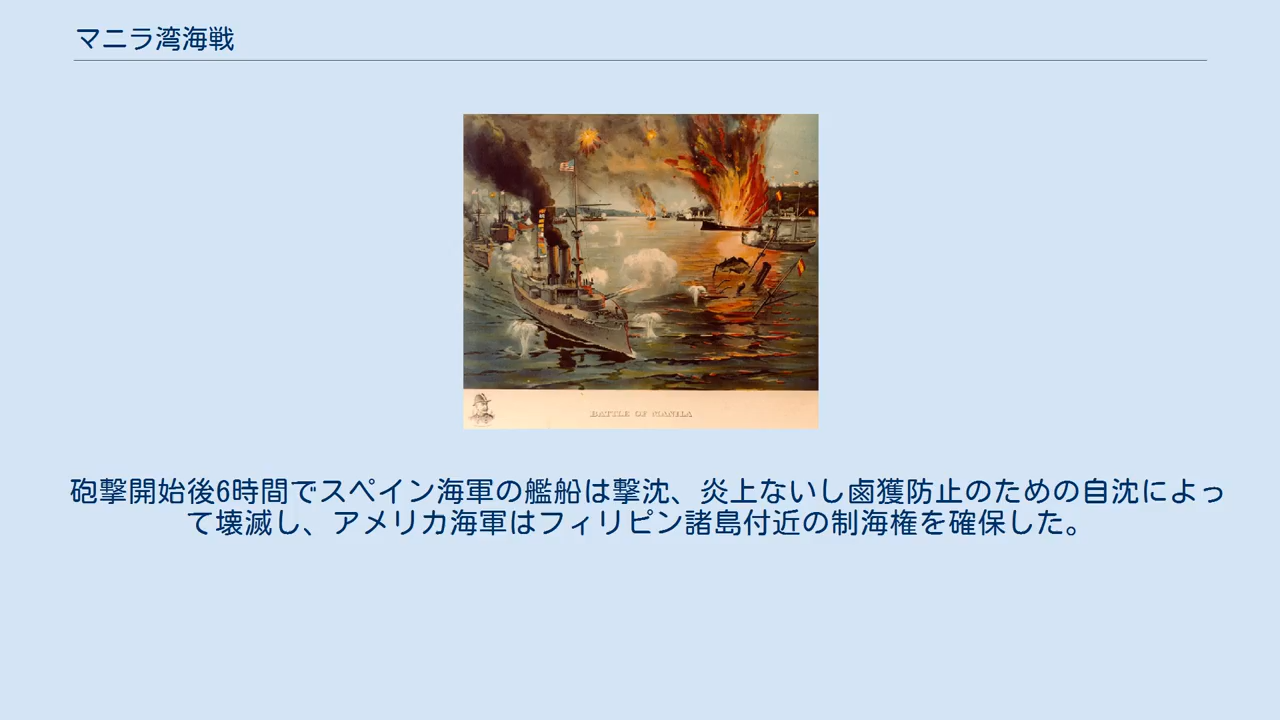 マニラ湾海戦
BATTLE OF MANILA
砲撃開始後6時間でスペイン海軍の艦船は撃沈、炎上ないし鹵獲防止のための自沈によっ
て壊滅し、アメリカ海軍はフィリピン諸島付近の制海権を確保した。